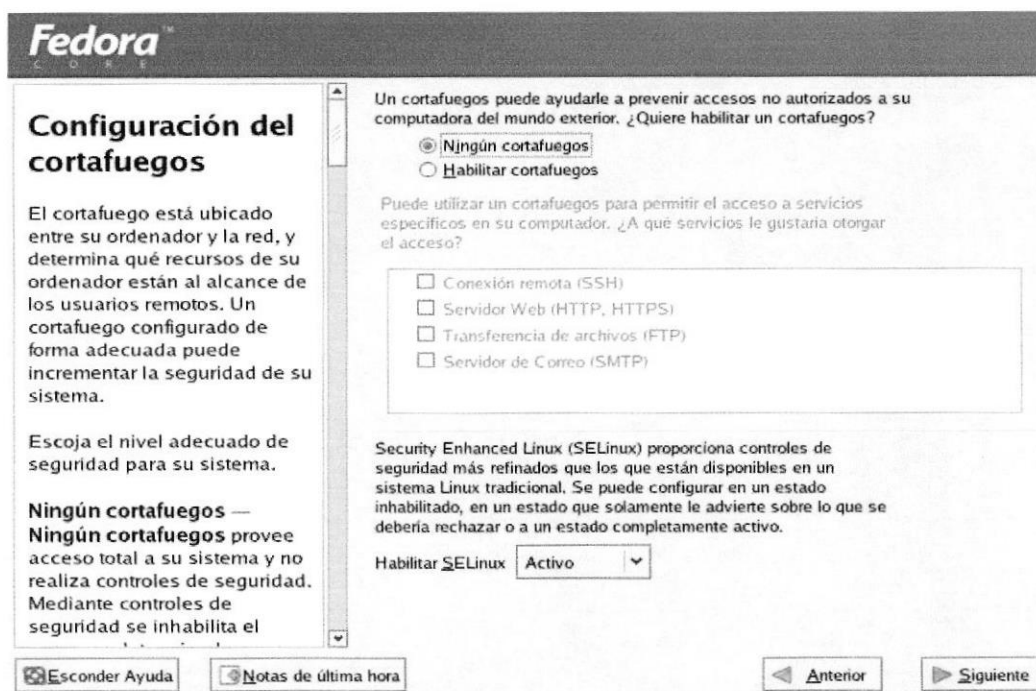 Fedora™
CORE
Configuración del
cortafuegos
El cortafuego está ubicado
entre su ordenador y la red, y
determina qué recursos de su
ordenador están al alcance de
los usuarios remotos. Un
cortafuego configurado de
forma adecuada puede
incrementar la seguridad de su
sistema.
Escoja el nivel adecuado de
seguridad para su sistema.
Ningún cortafuegos —
Ningún cortafuegos provee
acceso total a su sistema y no
realiza controles de seguridad.
Mediante controles de
seguridad se inhabilita el
Un cortafuegos puede ayudarle a prevenir accesos no autorizados a su
computadora del mundo exterior. ¿Quiere habilitar un cortafuegos?
Ningún cortafuegos
Habilitar cortafuegos
Puede utilizar un cortafuegos para permitir el acceso a servicios
específicos en su computador. ¿A qué servicios le gustaría otorgar
el acceso?
Conexión remota (SSH)
Servidor Web (HTTP, HTTPS)
Transferencia de archivos (FTP)
Servidor de Correo (SMTP)
Security Enhanced Linux (SELinux) proporciona controles de
seguridad más refinados que los que están disponibles en un
sistema Linux tradicional. Se puede configurar en un estado
inhabilitado, en un estado que solamente le advierte sobre lo que se
debería rechazar o a un estado completamente activo.
Habilitar SELinux Activo
Esconder Ayuda
Notas de última hora
Anterior
Siguiente